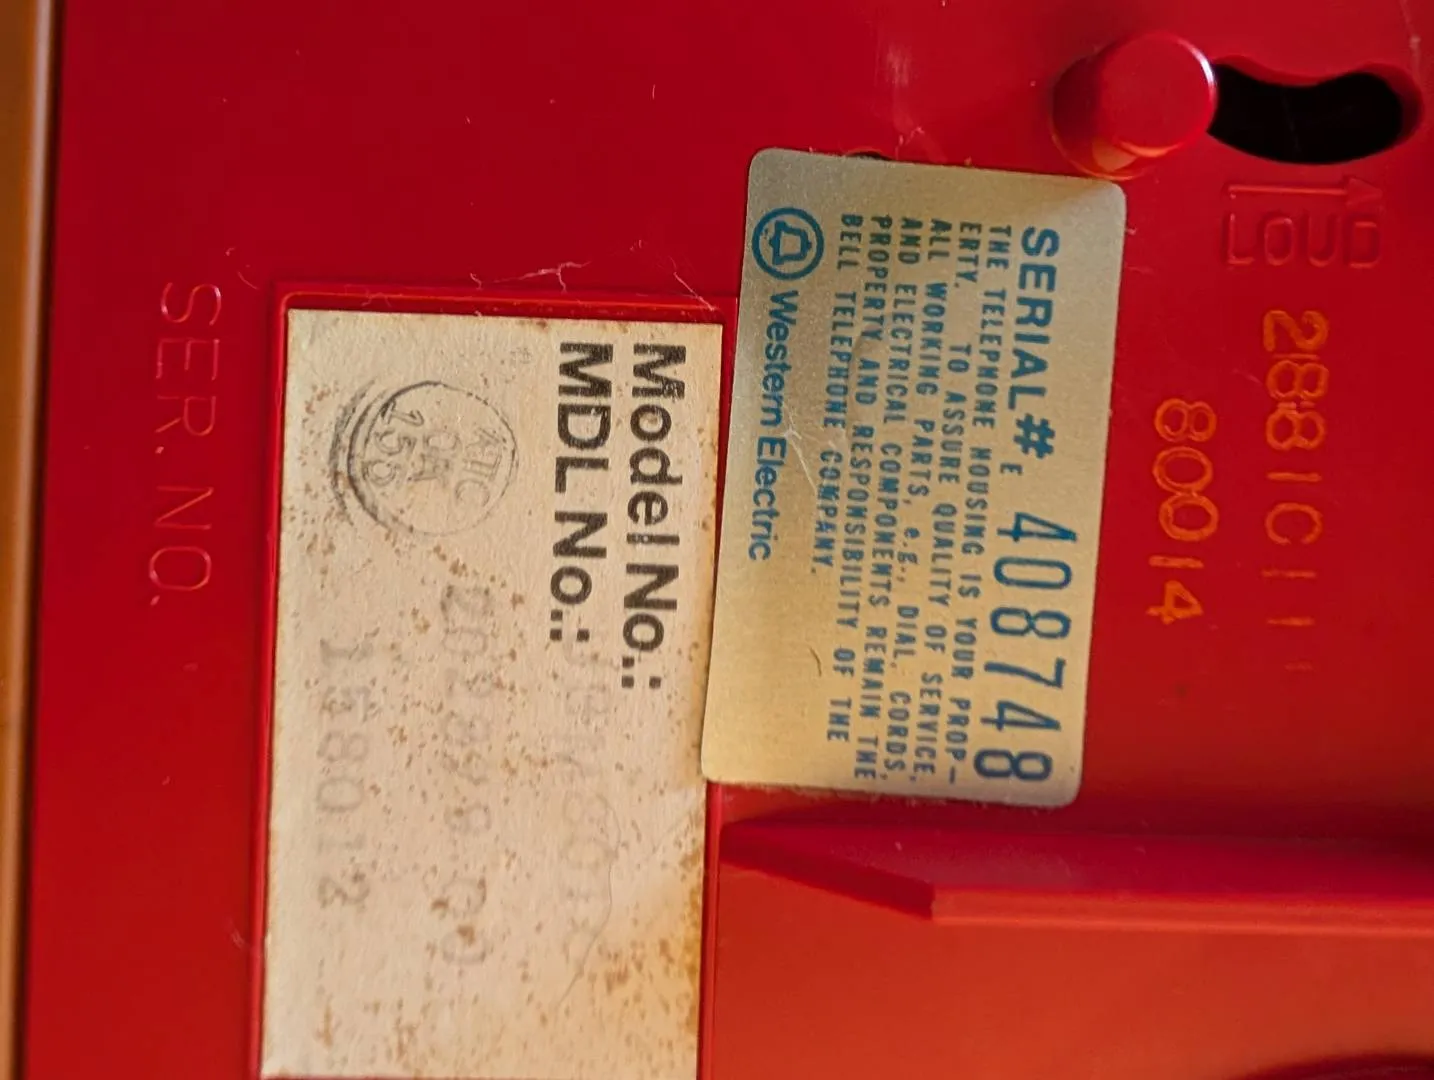 LOUD
2881C111
80014
SERIAL# E 408748
THE TELEPHONE HOUSING IS YOUR PROP-
ERTY. TO ASSURE QUALITY OF SERVICE,
ALL WORKING PARTS, e.g., DIAL, CORDS,
AND ELECTRICAL COMPONENTS REMAIN THE
PROPERTY AND RESPONSIBILITY OF THE
BELL TELEPHONE COMPANY.
Western Electric
Model No.:
MDL No.:
158012
SER. NO.